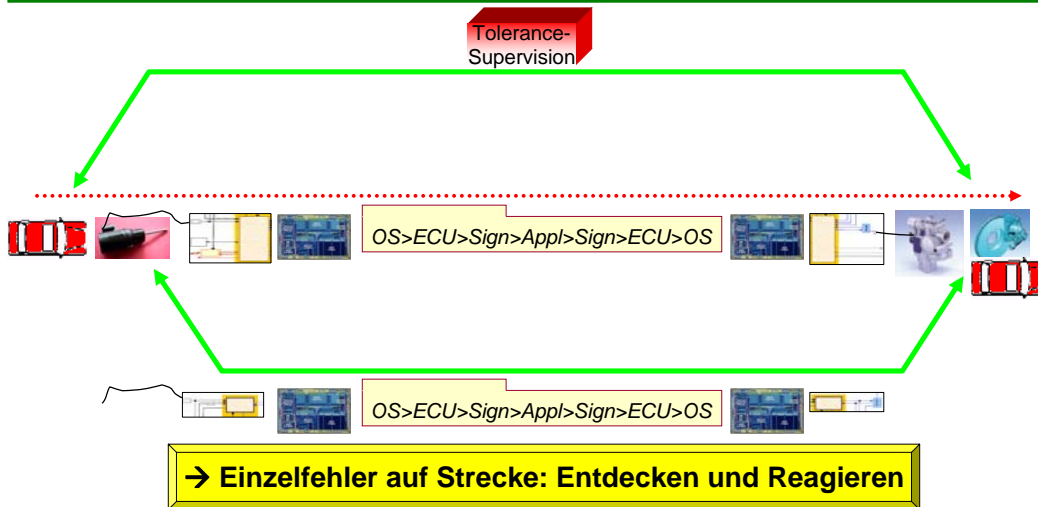 Tolerance-
Supervision
OS>ECU>Sign>Appl>Sign>ECU>OS
OS>ECU>Sign>Appl>Sign>ECU>OS
→ Einzelfehler auf Strecke: Entdecken und Reagieren